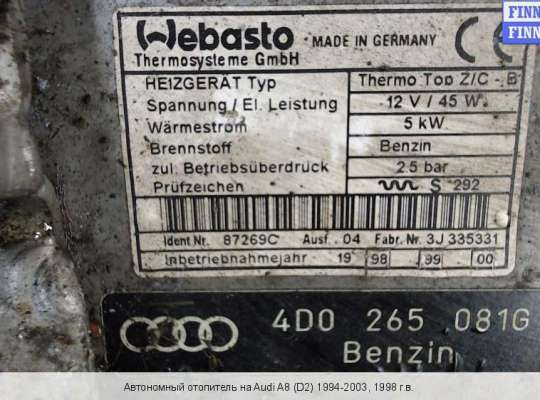 FINN
FINN
Webasto
Thermosysteme GmbH
MADE IN GERMANY
CE
HEIZGERÄT Typ Thermo Top Z/C - B
Spannung / El. Leistung 12 V / 45 W
Wärmestrom 5 kW
Brennstoff Benzin
zul. Betriebsüberdruck 2.5 bar
Prüfzeichen S 292
Ident Nr. 87269C Ausf. 04 Fabr. Nr. 3J 335331
Inbetriebnahmejahr 19 98 99 00
4D0 265 081G
Benzin
Автономный отопитель на Audi A8 (D2) 1994-2003, 1998 г.в.